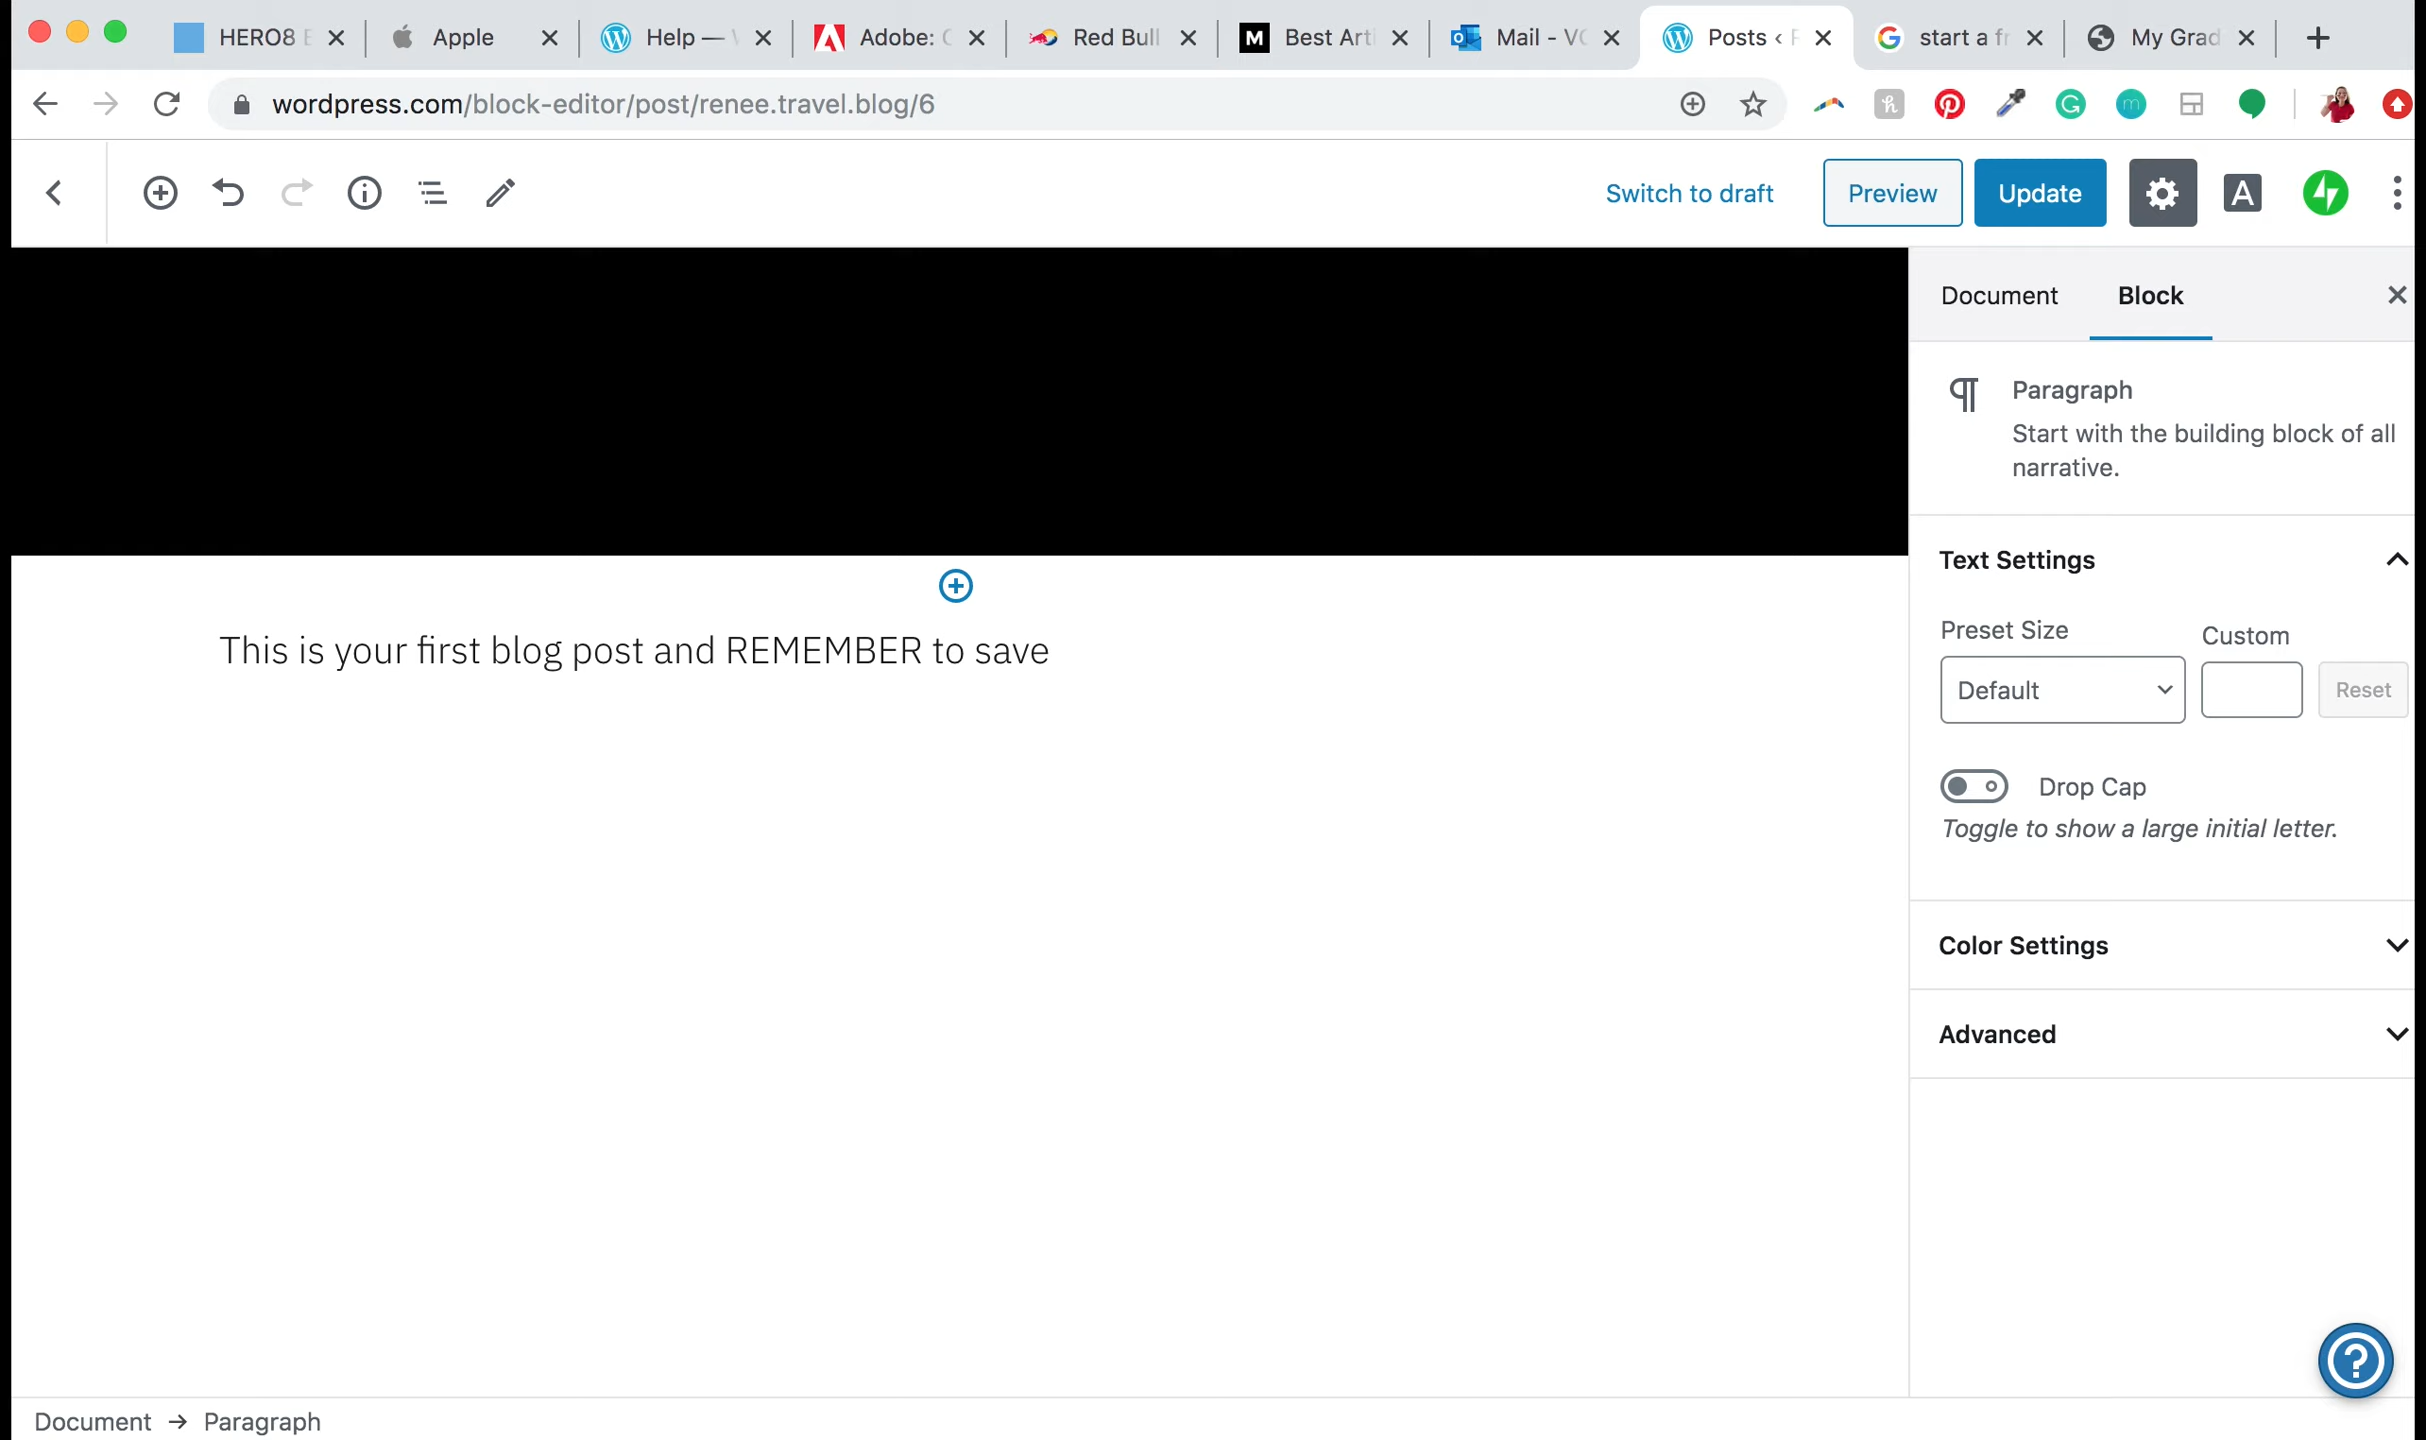 HERO8 Apple Help — Adobe: Red Bull Best Arti Mail - VC Posts ‹ start a fr My Grad
wordpress.com/block-editor/post/renee.travel.blog/6
Switch to draft Preview Update A
Document Block
Paragraph
Start with the building block of all
narrative.
Text Settings
This is your first blog post and REMEMBER to save
Preset Size Custom
Default Reset
Drop Cap
Toggle to show a large initial letter.
Color Settings
Advanced
Document → Paragraph